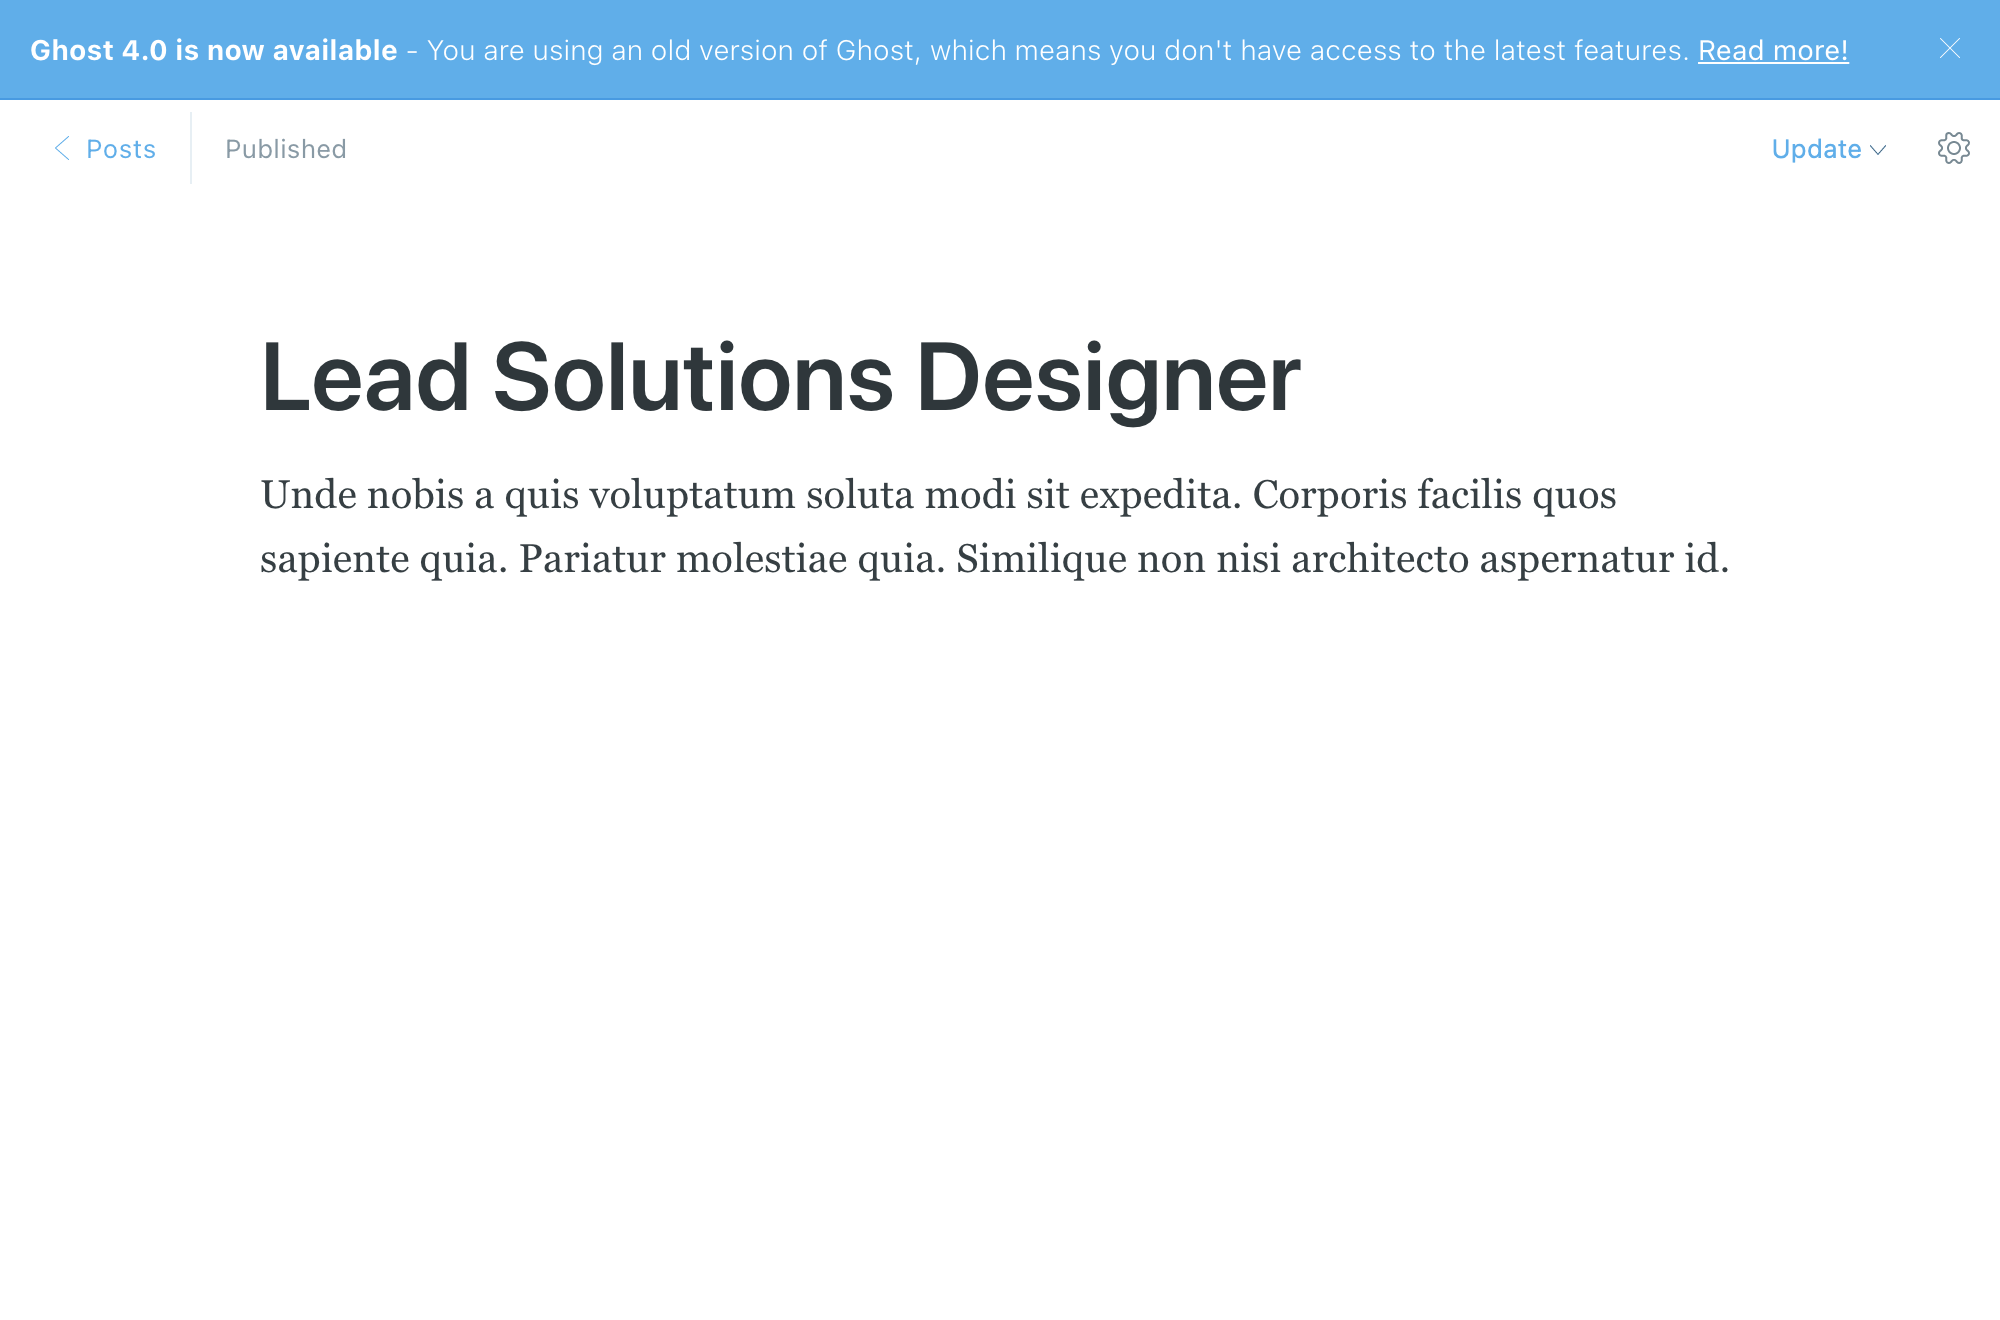 Ghost 4.0 is now available - You are using an old version of Ghost, which means you don't have access to the latest features. Read more!
Posts
Published
Update
Lead Solutions Designer
Unde nobis a quis voluptatum soluta modi sit expedita. Corporis facilis quos
sapiente quia. Pariatur molestiae quia. Similique non nisi architecto aspernatur id.